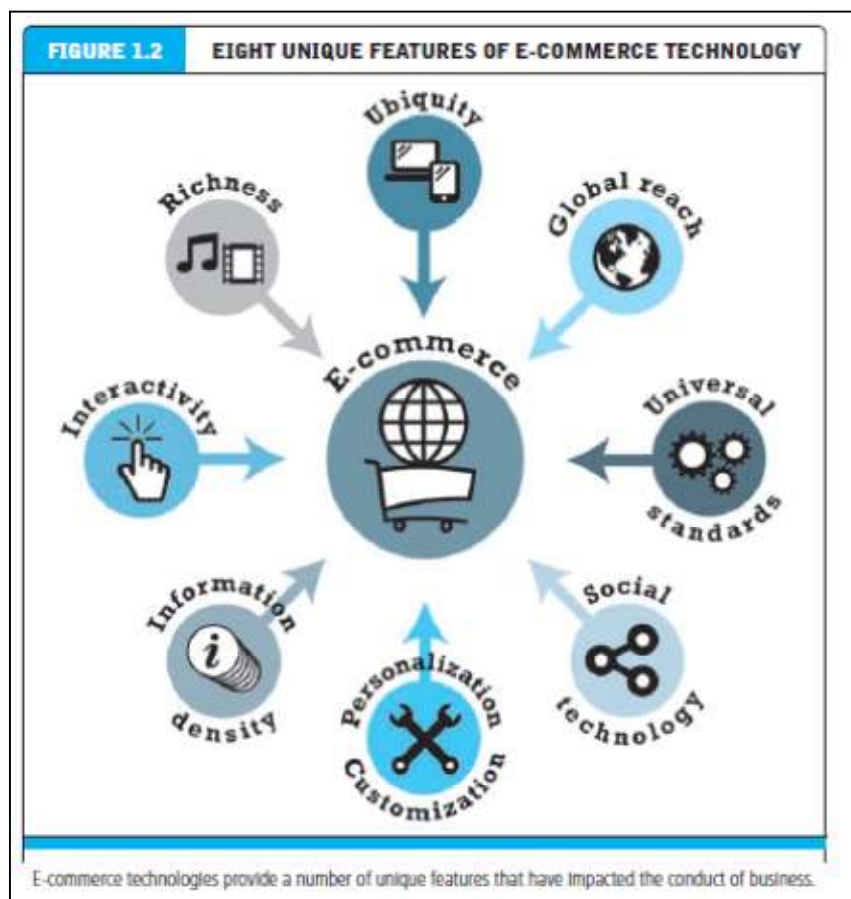 FIGURE 1.2 EIGHT UNIQUE FEATURES OF E-COMMERCE TECHNOLOGY
Ubiquity
Richness
Global reach
E-commerce
Interactivity
Universal
standards
Information
density
Social
technology
Personalization
Customization
i
E-commerce technologies provide a number of unique features that have impacted the conduct of business.